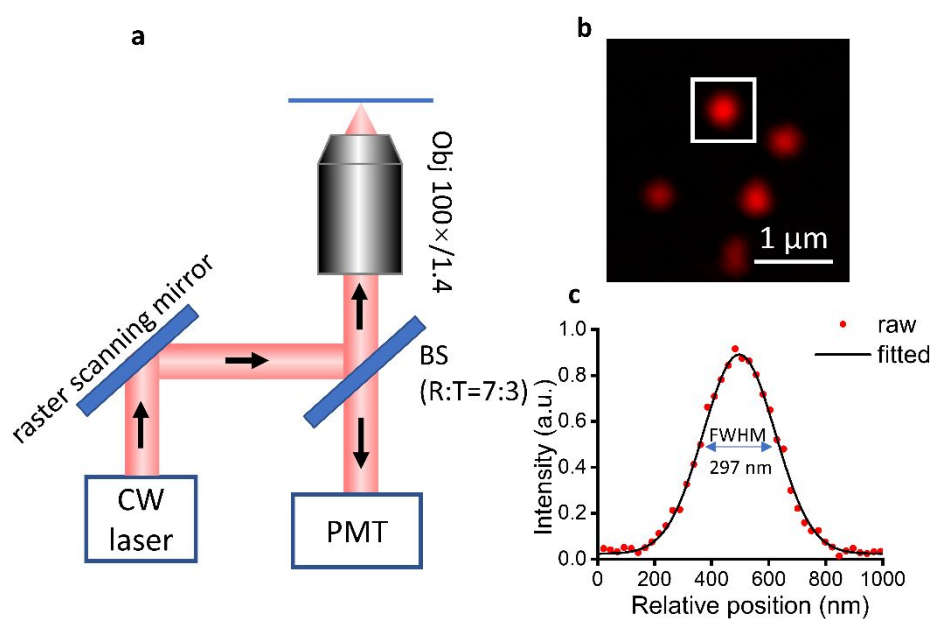 a
Obj 100×/1.4
raster scanning mirror
BS
(R:T=7:3)
CW
laser
PMT
b
1 μm
c
raw
fitted
FWHM
297 nm
Intensity (a.u.)
1.0
0.8
0.6
0.4
0.2
0.0
0 200 400 600 800 1000
Relative position (nm)